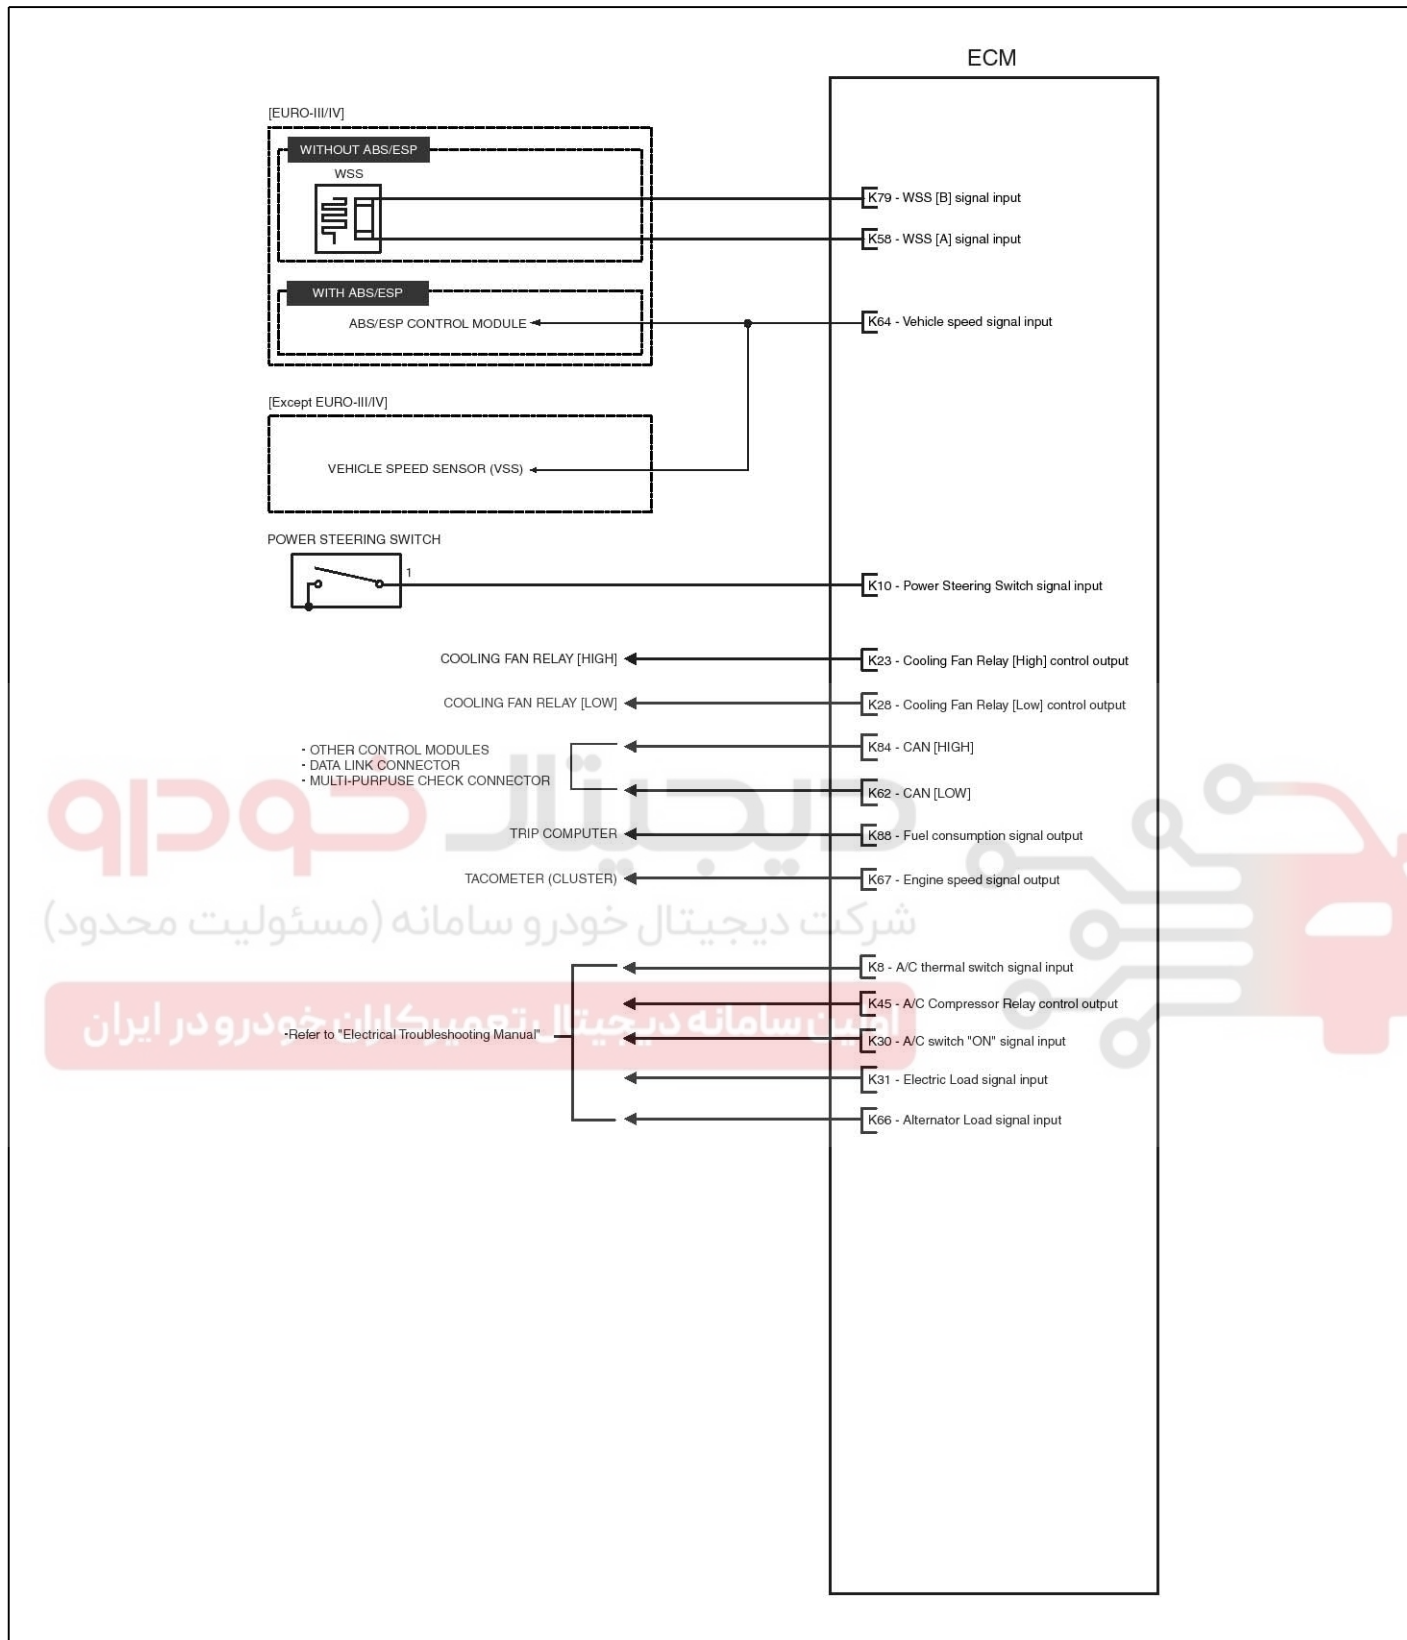 ECM
[EURO-III/IV]
WITHOUT ABS/ESP
WSS
K79 - WSS [B] signal input
K58 - WSS [A] signal input
WITH ABS/ESP
ABS/ESP CONTROL MODULE
K64 - Vehicle speed signal input
[Except EURO-III/IV]
VEHICLE SPEED SENSOR (VSS)
POWER STEERING SWITCH
1
K10 - Power Steering Switch signal input
COOLING FAN RELAY [HIGH]
K23 - Cooling Fan Relay [High] control output
COOLING FAN RELAY [LOW]
K28 - Cooling Fan Relay [Low] control output
· OTHER CONTROL MODULES
· DATA LINK CONNECTOR
· MULTI-PURPUSE CHECK CONNECTOR
K84 - CAN [HIGH]
K62 - CAN [LOW]
دیجیتال خودرو
TRIP COMPUTER
K88 - Fuel consumption signal output
TACOMETER (CLUSTER)
K67 - Engine speed signal output
شرکت دیجیتال خودرو سامانه (مسئولیت محدود)
K8 - A/C thermal switch signal input
K45 - A/C Compressor Relay control output
اولین سامانه دیجیتال تعمیرکاران خودرو در ایران
-Refer to "Electrical Troubleshooting Manual"
K30 - A/C switch "ON" signal input
K31 - Electric Load signal input
K66 - Alternator Load signal input